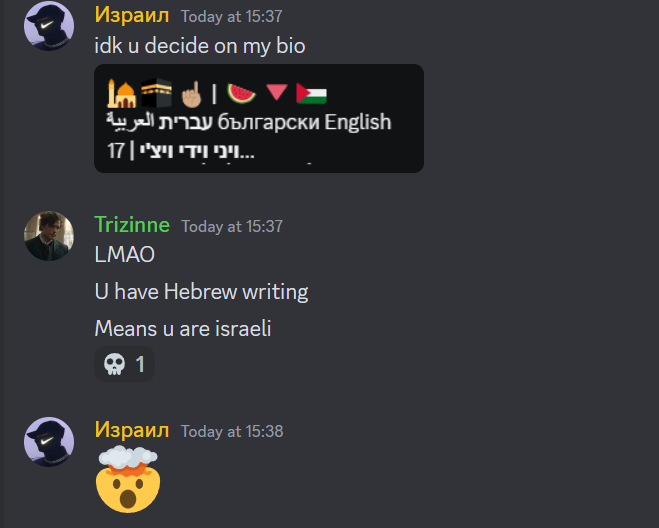 Израил Today at 15:37
idk u decide on my bio
🕌🕋☝🏼 | 🍉 🔻 🇵🇸
עברית العربية български English
17 | ויני וידי ויצ'י...
Trizinne Today at 15:37
LMAO
U have Hebrew writing
Means u are israeli
💀 1
Израил Today at 15:38
🤯